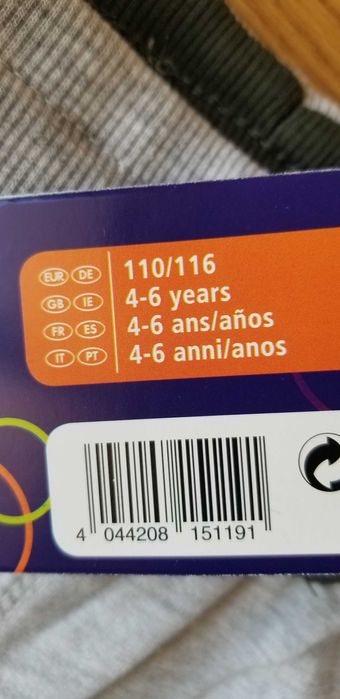 EUR DE 110/116
GB IE 4-6 years
FR ES 4-6 ans/años
IT PT 4-6 anni/anos
4 044208 151191